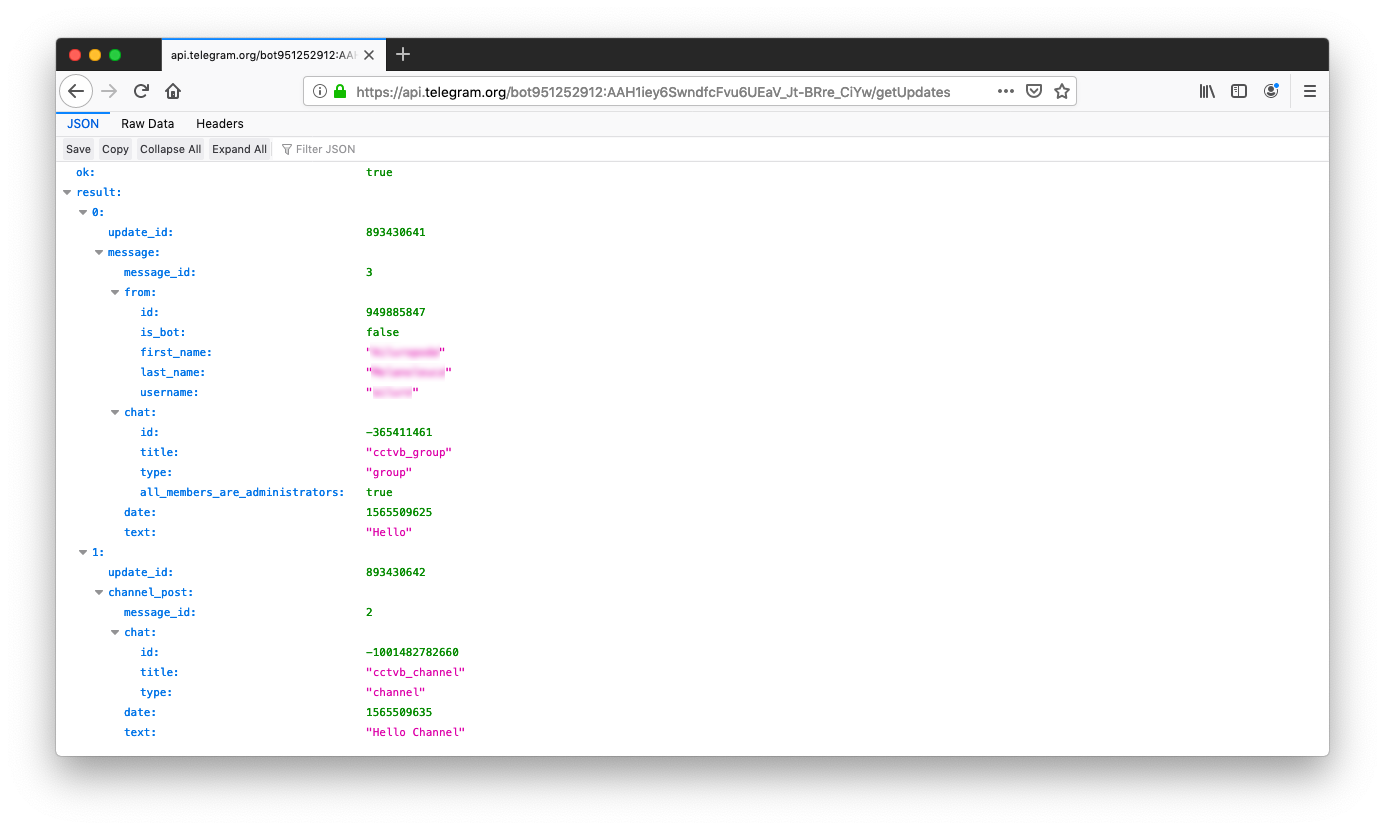 api.telegram.org/bot951252912:AA
https://api.telegram.org/bot951252912:AAH1iey6SwndfcFvu6UEaV_Jt-BRre_CiYw/getUpdates
JSON Raw Data Headers
Save Copy Collapse All Expand All Filter JSON
ok: true
result:
0:
update_id: 893430641
message:
message_id: 3
from:
id: 949885847
is_bot: false
first_name:
last_name:
username:
chat:
id: -365411461
title: "cctvb_group"
type: "group"
all_members_are_administrators: true
date: 1565509625
text: "Hello"
1:
update_id: 893430642
channel_post:
message_id: 2
chat:
id: -1001482782660
title: "cctvb_channel"
type: "channel"
date: 1565509635
text: "Hello Channel"